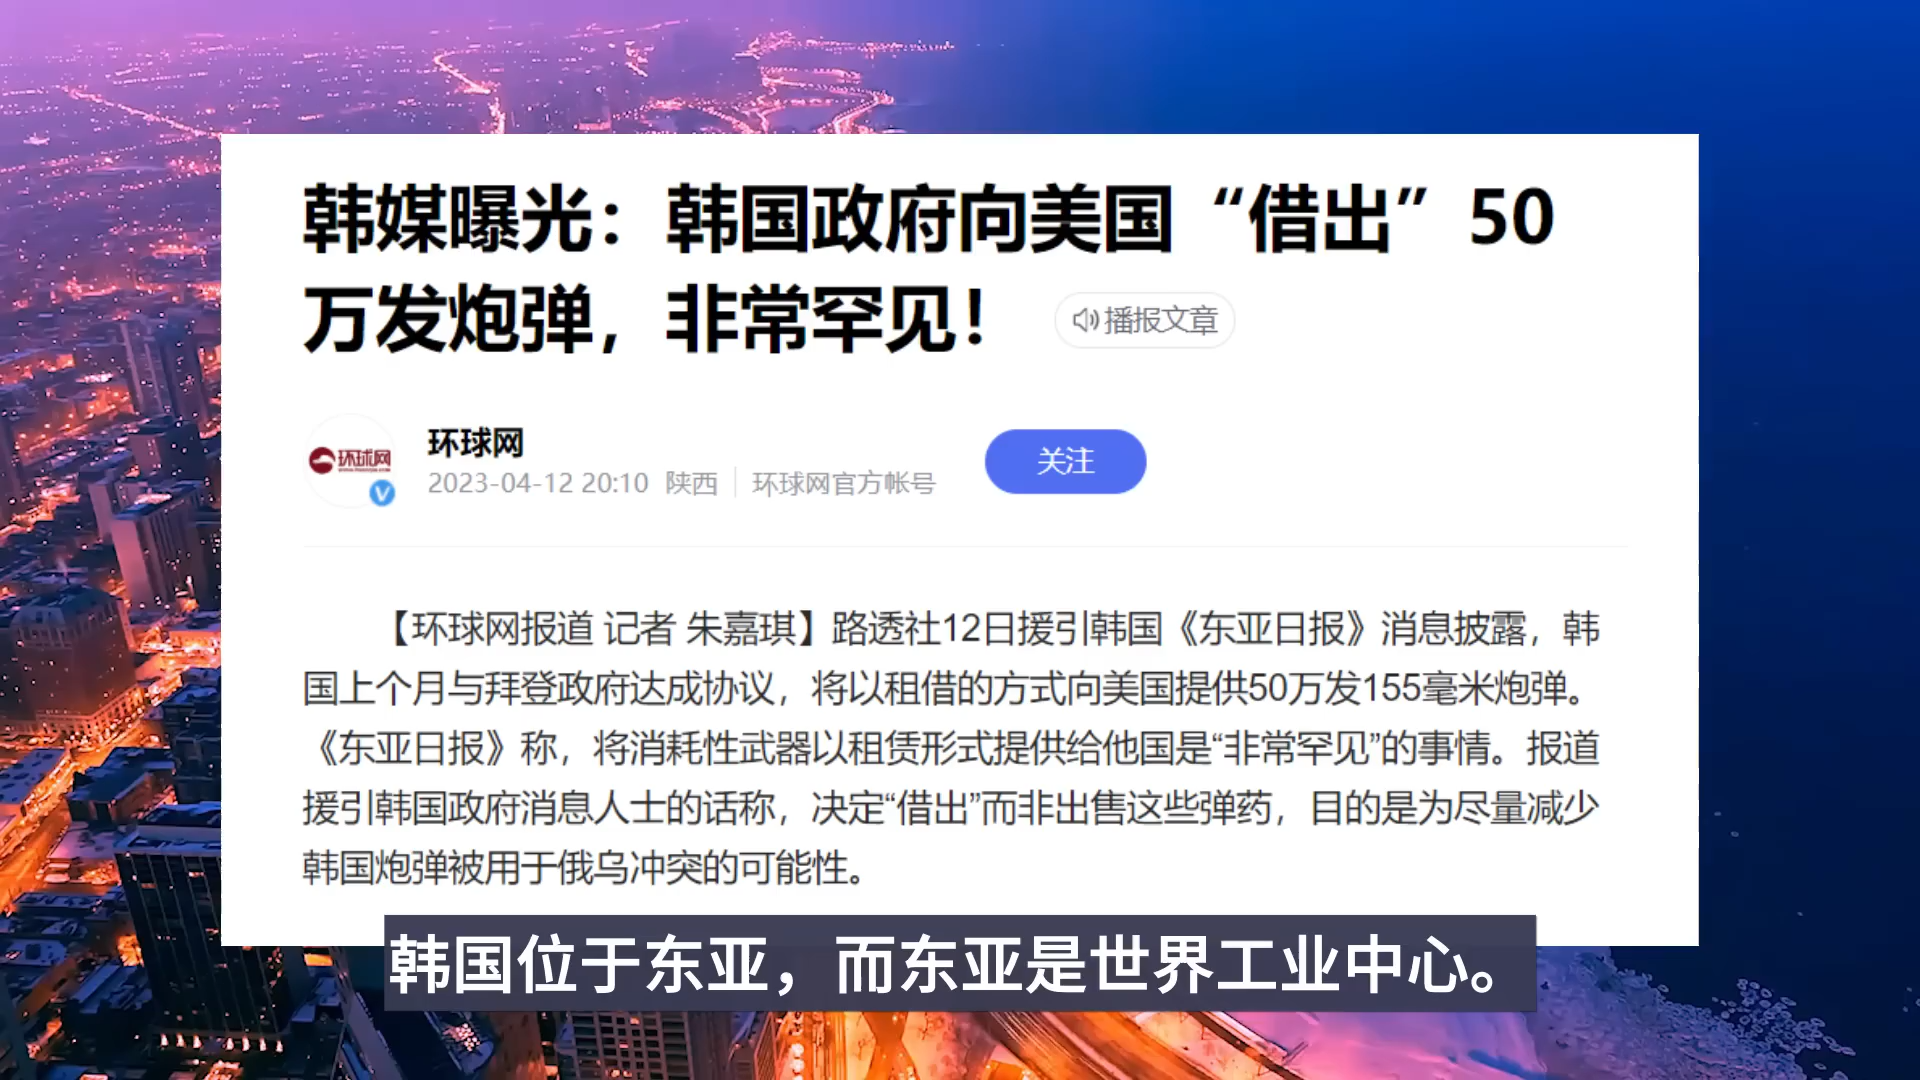 韩媒曝光：韩国政府向美国“借出”50
万发炮弹，非常罕见！
播报文章
环球网
环球网
2023-04-12 20:10 陕西 | 环球网官方帐号
关注
【环球网报道 记者 朱嘉琪】路透社12日援引韩国《东亚日报》消息披露，韩
国上个月与拜登政府达成协议，将以租借的方式向美国提供50万发155毫米炮弹。
《东亚日报》称，将消耗性武器以租赁形式提供给他国是“非常罕见”的事情。报道
援引韩国政府消息人士的话称，决定“借出”而非出售这些弹药，目的是为尽量减少
韩国炮弹被用于俄乌冲突的可能性。
韩国位于东亚，而东亚是世界工业中心。